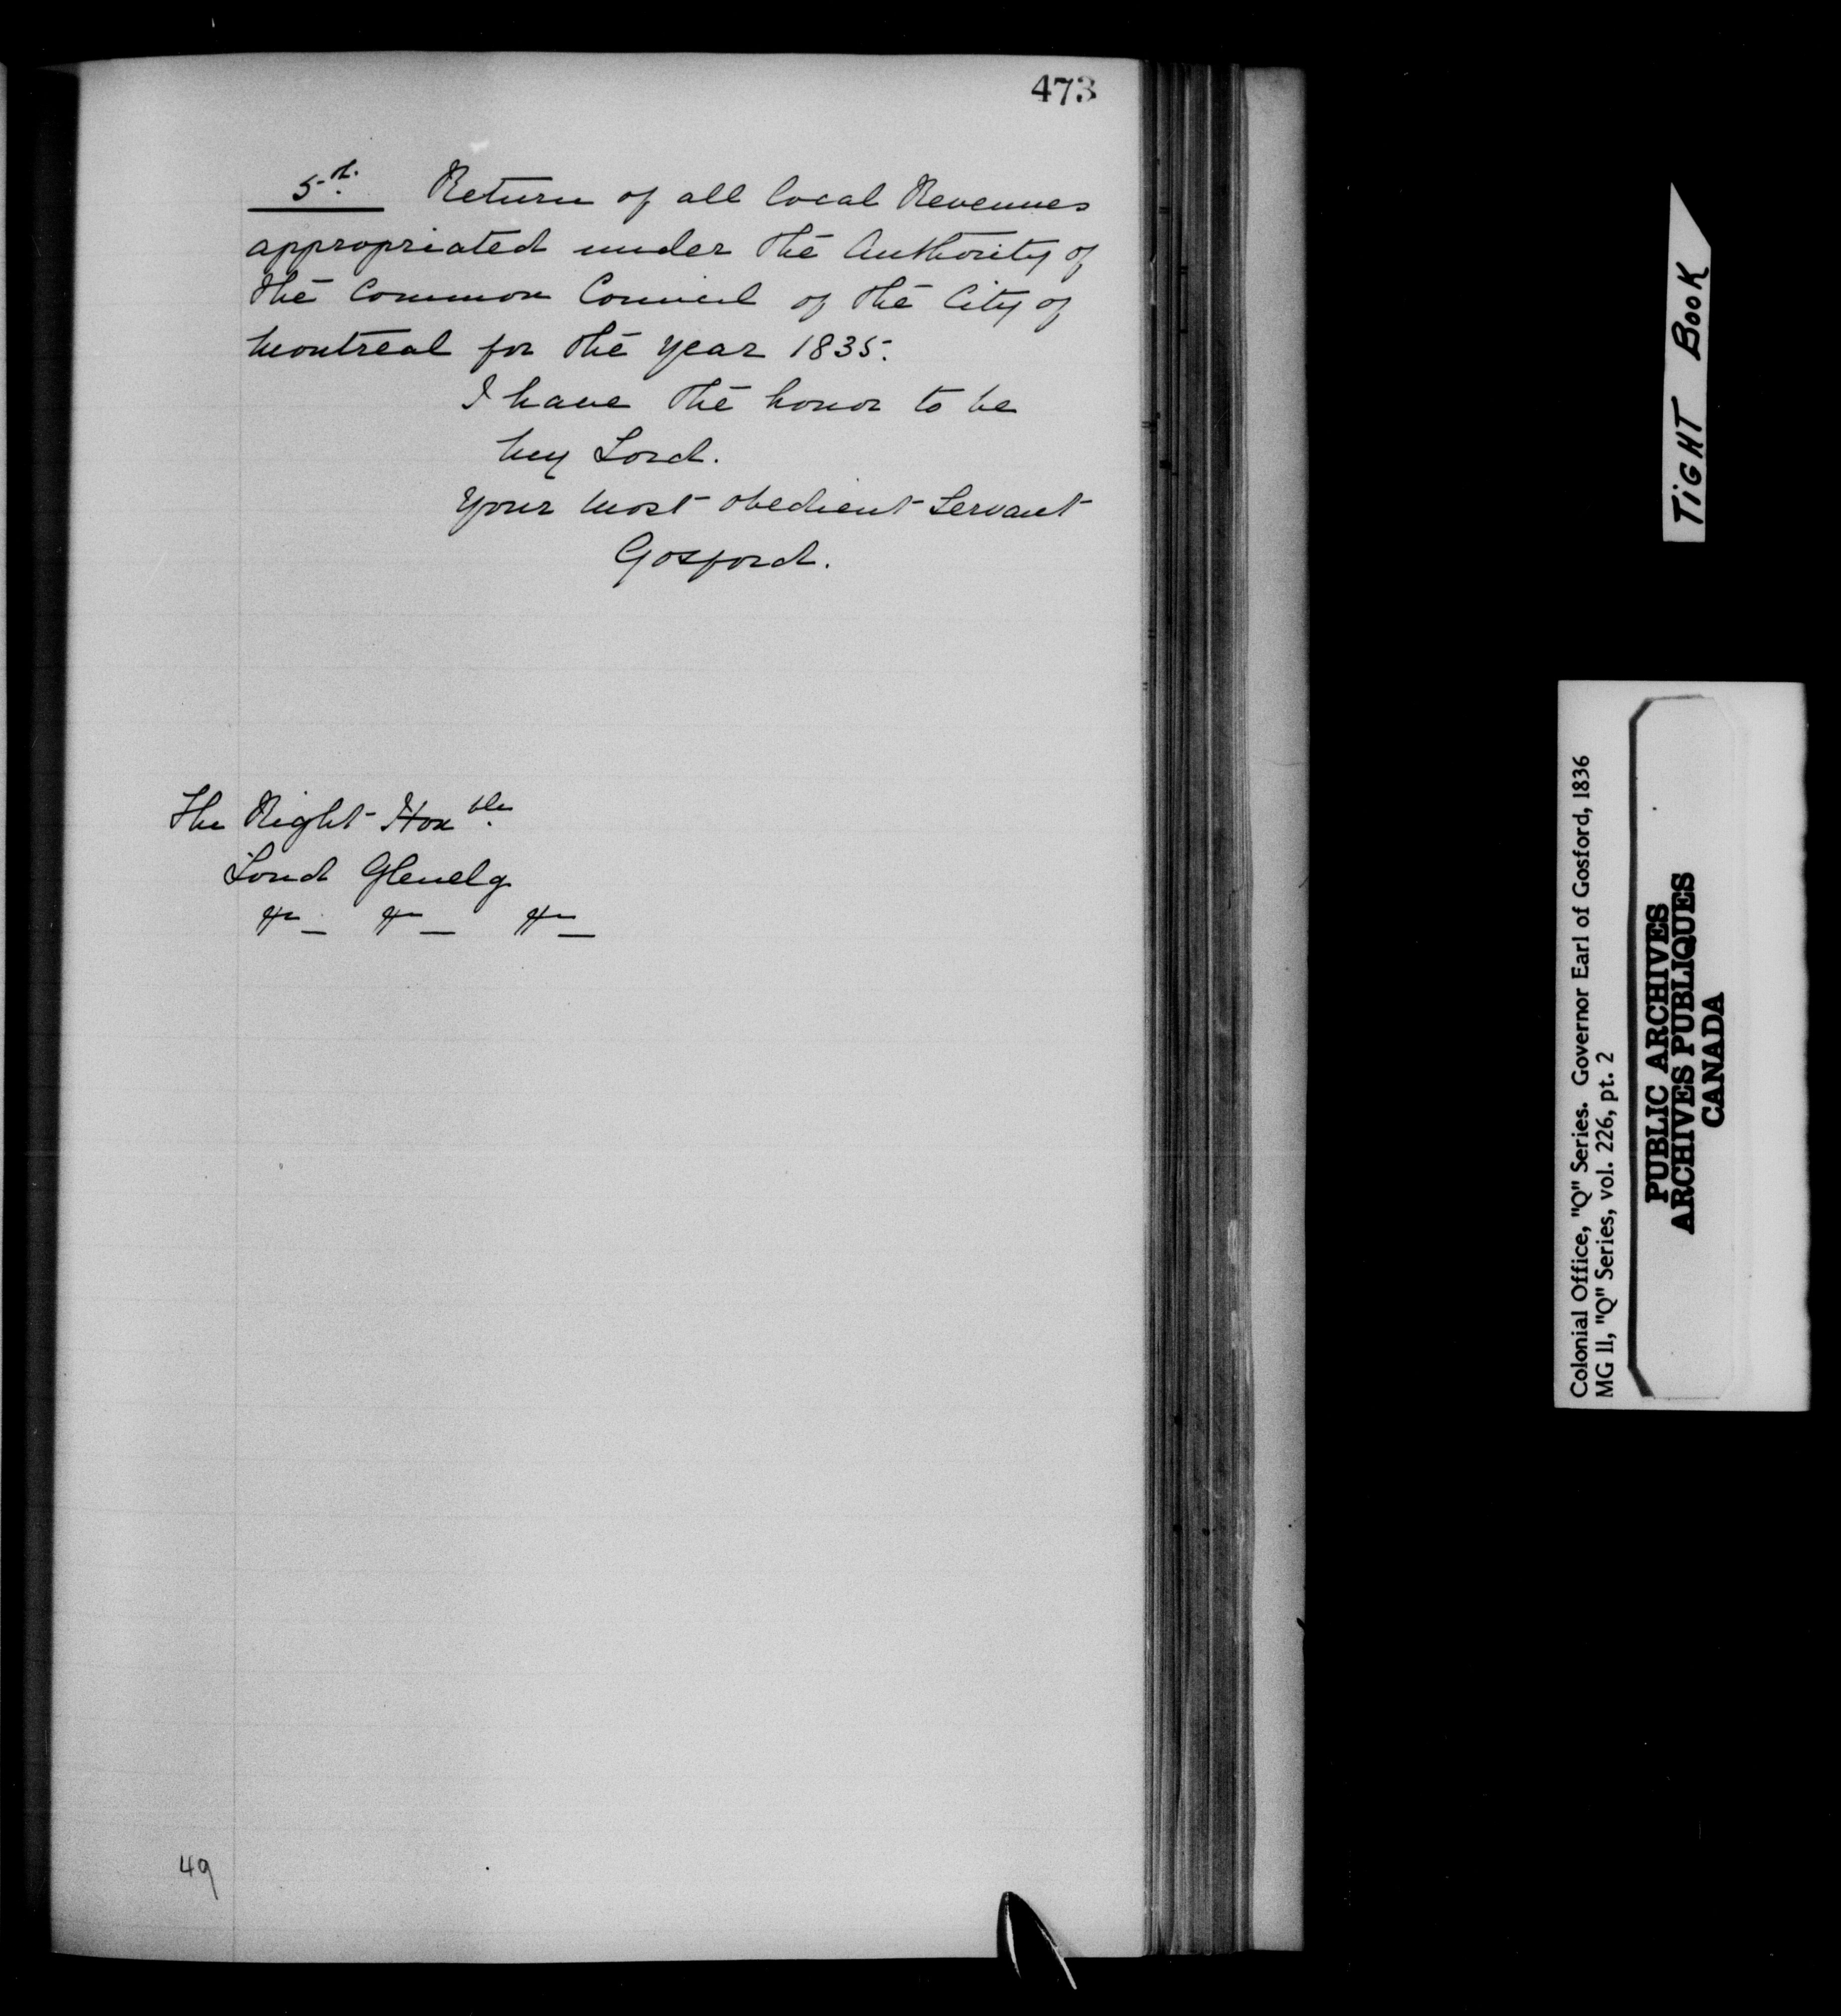 473
5th. Return of all local Revenues
appropriated under the Authority of
the Common Council of the City of
Montreal for the year 1835.
I have the honor to be
My Lord.
Your most obedient Servant
Gosford.
The Right Honble.
Lord Glenelg
&c &c &c
49
TIGHT BOOK
Colonial Office, "Q" Series. Governor Earl of Gosford, 1836
MG 11, "Q" Series, vol. 226, pt. 2
PUBLIC ARCHIVES
ARCHIVES PUBLIQUES
CANADA